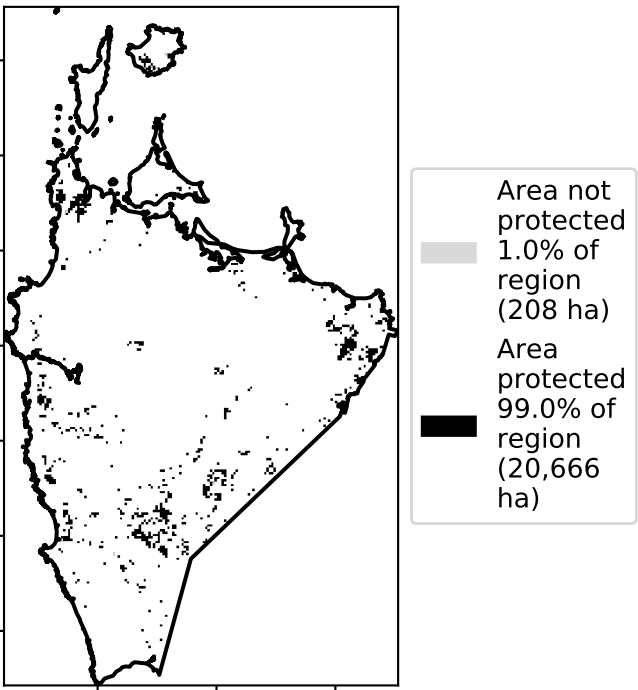 Area not
protected
1.0% of
region
(208 ha)
Area
protected
99.0% of
region
(20,666
ha)